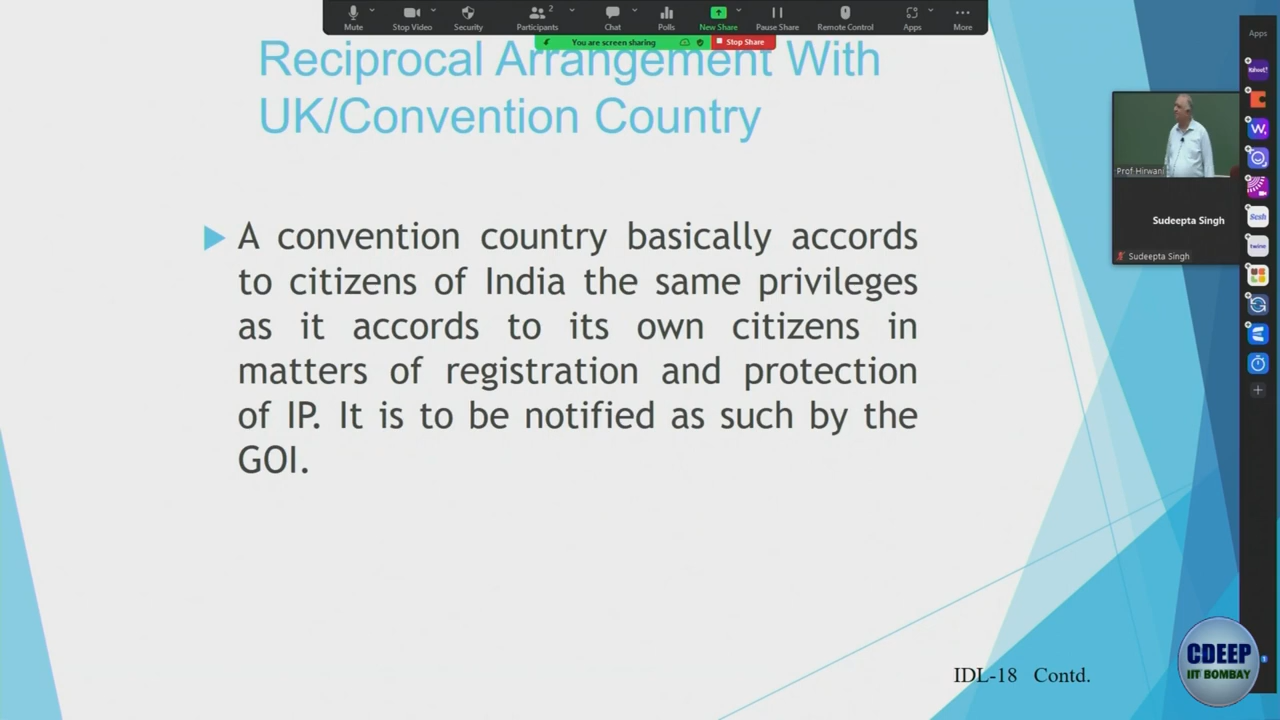 Mute
Stop Video
Security
Participants
2
Chat
Polls
New Share
Pause Share
Remote Control
Apps
More
You are screen sharing
Stop Share
Reciprocal Arrangement With
UK/Convention Country
A convention country basically accords
to citizens of India the same privileges
as it accords to its own citizens in
matters of registration and protection
of IP. It is to be notified as such by the
GOI.
IDL-18 Contd.
Prof Hirwani
Sudeepta Singh
Sudeepta Singh
Apps
Kahoot!
W
Sesh
twine
CDEEP
IIT BOMBAY